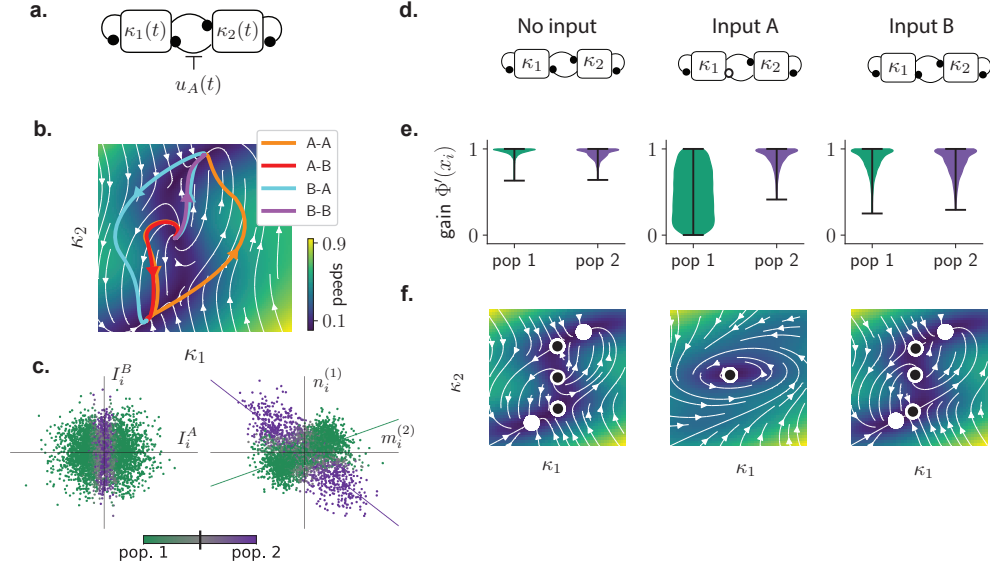 a.
κ₁(t)
κ₂(t)
u_A(t)
b.
A-A
A-B
B-A
B-B
κ₂
κ₁
0.9
speed
0.1
c.
I_i^B
I_i^A
n_i^(1)
m_i^(2)
pop. 1
pop. 2
d.
No input
Input A
Input B
κ₁
κ₂
κ₁
κ₂
κ₁
κ₂
e.
gain Φ′(x_i)
1
0
pop 1
pop 2
1
0
pop 1
pop 2
1
0
pop 1
pop 2
f.
κ₂
κ₁
κ₁
κ₁